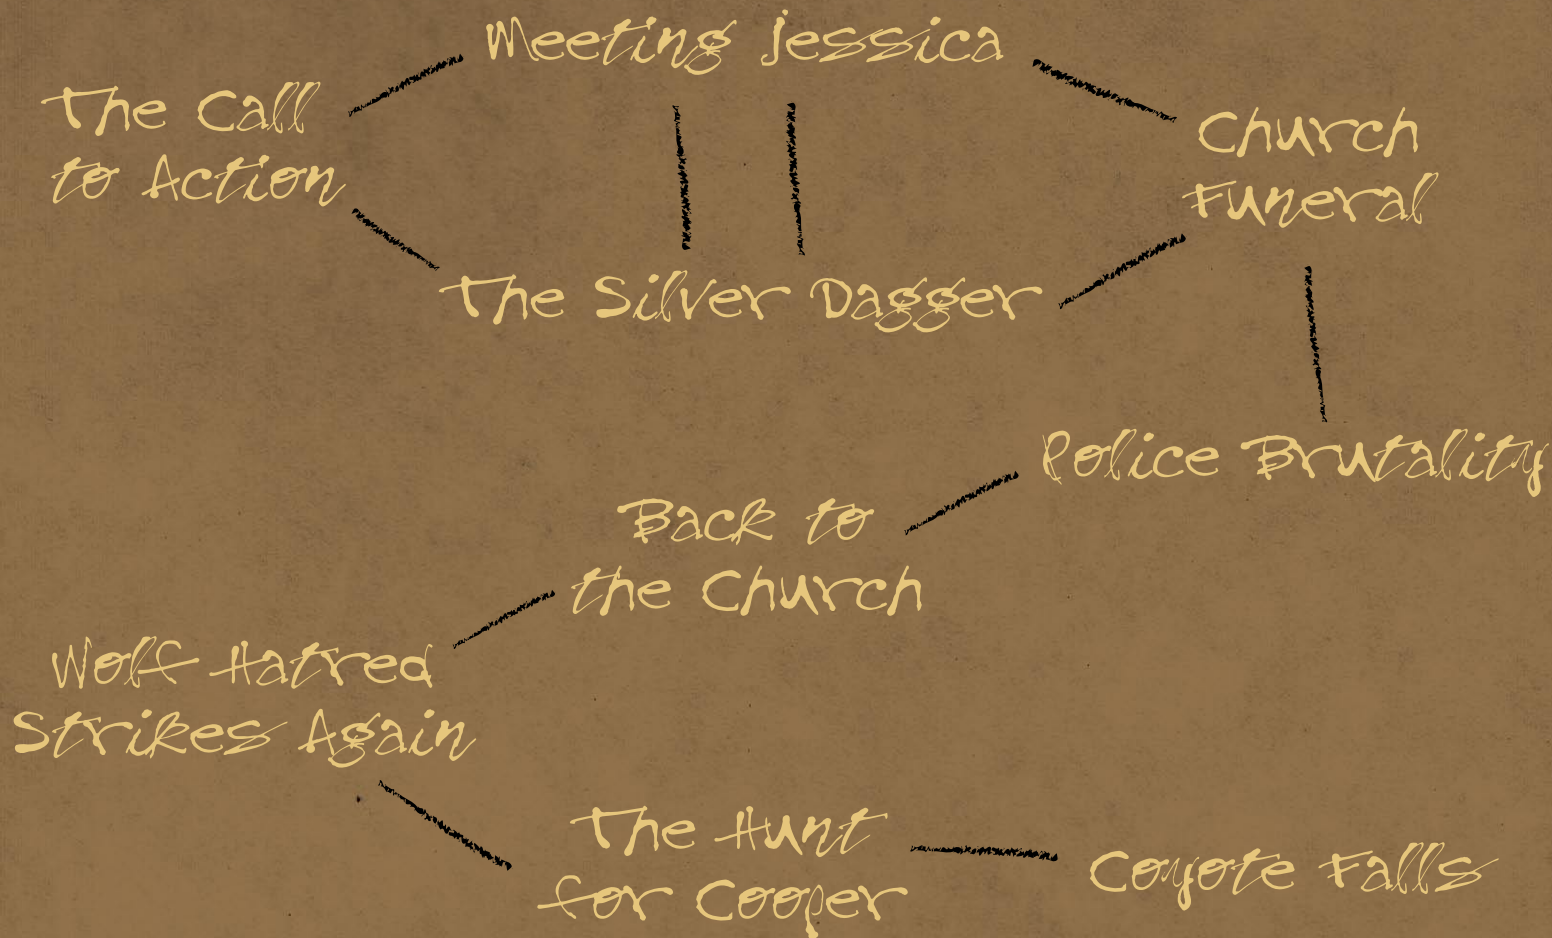 Meeting Jessica
The Call
to Action
Church
Funeral
The Silver Dagger
Police Brutality
Back to
the Church
Wolf Hatred
Strikes Again
The Hunt
for Cooper
Coyote Falls